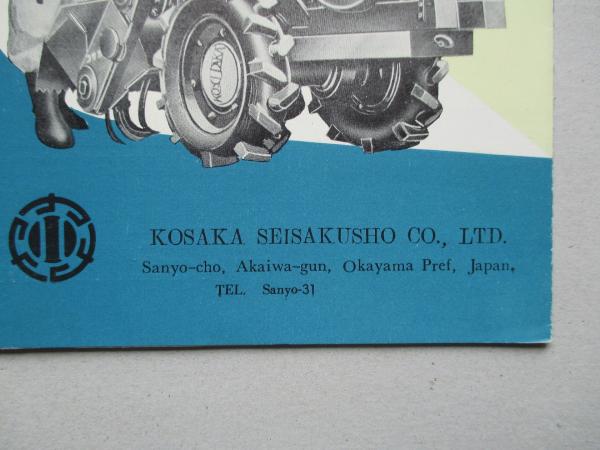 KOSAKA SEISAKUSHO CO., LTD.
Sanyo-cho, Akaiwa-gun, Okayama Pref, Japan.
TEL. Sanyo-31